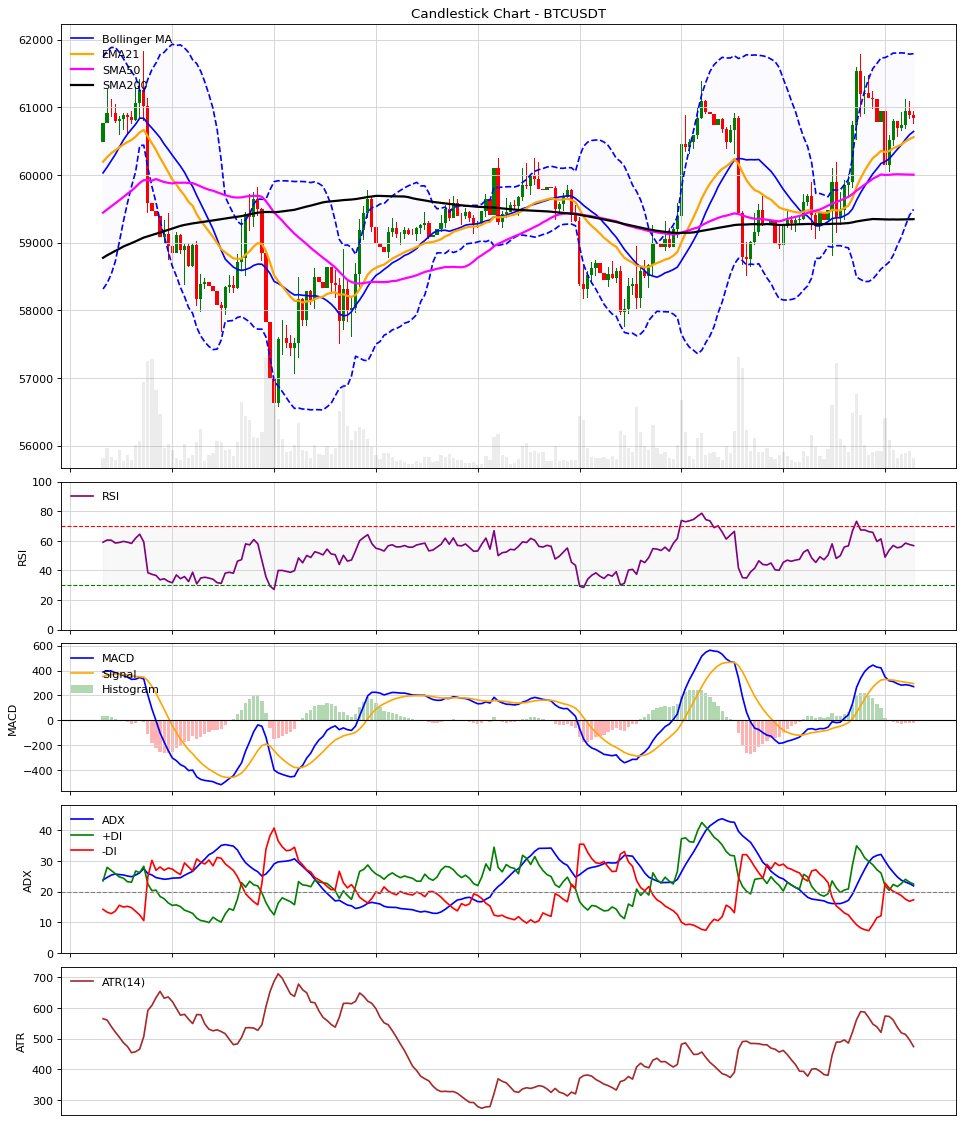 Candlestick Chart - BTCUSDT
62000
61000
60000
59000
58000
57000
56000
Bollinger MA
EMA21
SMA50
SMA200
100
80
60
40
20
0
RSI
RSI
600
400
200
0
−200
−400
MACD
MACD
Signal
Histogram
40
30
20
10
0
ADX
ADX
+DI
-DI
700
600
500
400
300
ATR
ATR(14)